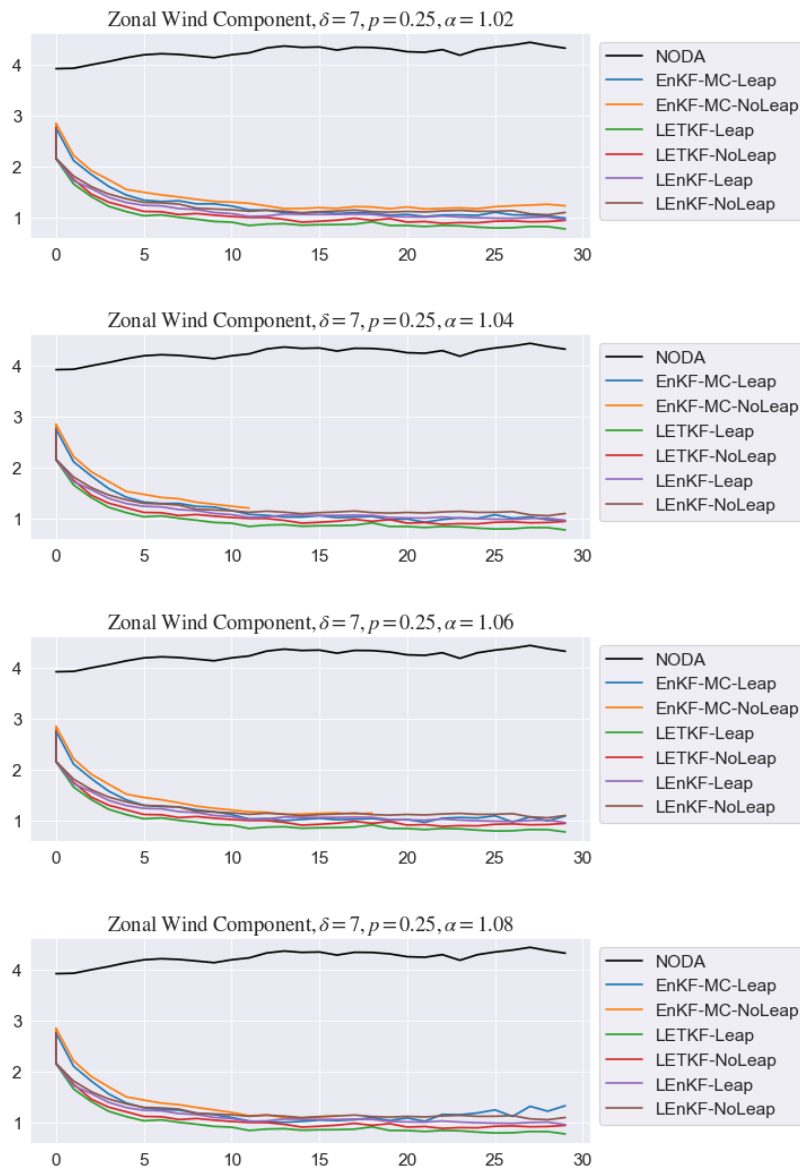 Zonal Wind Component, δ = 7, p = 0.25, α = 1.02
4
3
2
1
0 5 10 15 20 25 30
NODA
EnKF-MC-Leap
EnKF-MC-NoLeap
LETKF-Leap
LETKF-NoLeap
LEnKF-Leap
LEnKF-NoLeap
Zonal Wind Component, δ = 7, p = 0.25, α = 1.04
4
3
2
1
0 5 10 15 20 25 30
NODA
EnKF-MC-Leap
EnKF-MC-NoLeap
LETKF-Leap
LETKF-NoLeap
LEnKF-Leap
LEnKF-NoLeap
Zonal Wind Component, δ = 7, p = 0.25, α = 1.06
4
3
2
1
0 5 10 15 20 25 30
NODA
EnKF-MC-Leap
EnKF-MC-NoLeap
LETKF-Leap
LETKF-NoLeap
LEnKF-Leap
LEnKF-NoLeap
Zonal Wind Component, δ = 7, p = 0.25, α = 1.08
4
3
2
1
0 5 10 15 20 25 30
NODA
EnKF-MC-Leap
EnKF-MC-NoLeap
LETKF-Leap
LETKF-NoLeap
LEnKF-Leap
LEnKF-NoLeap